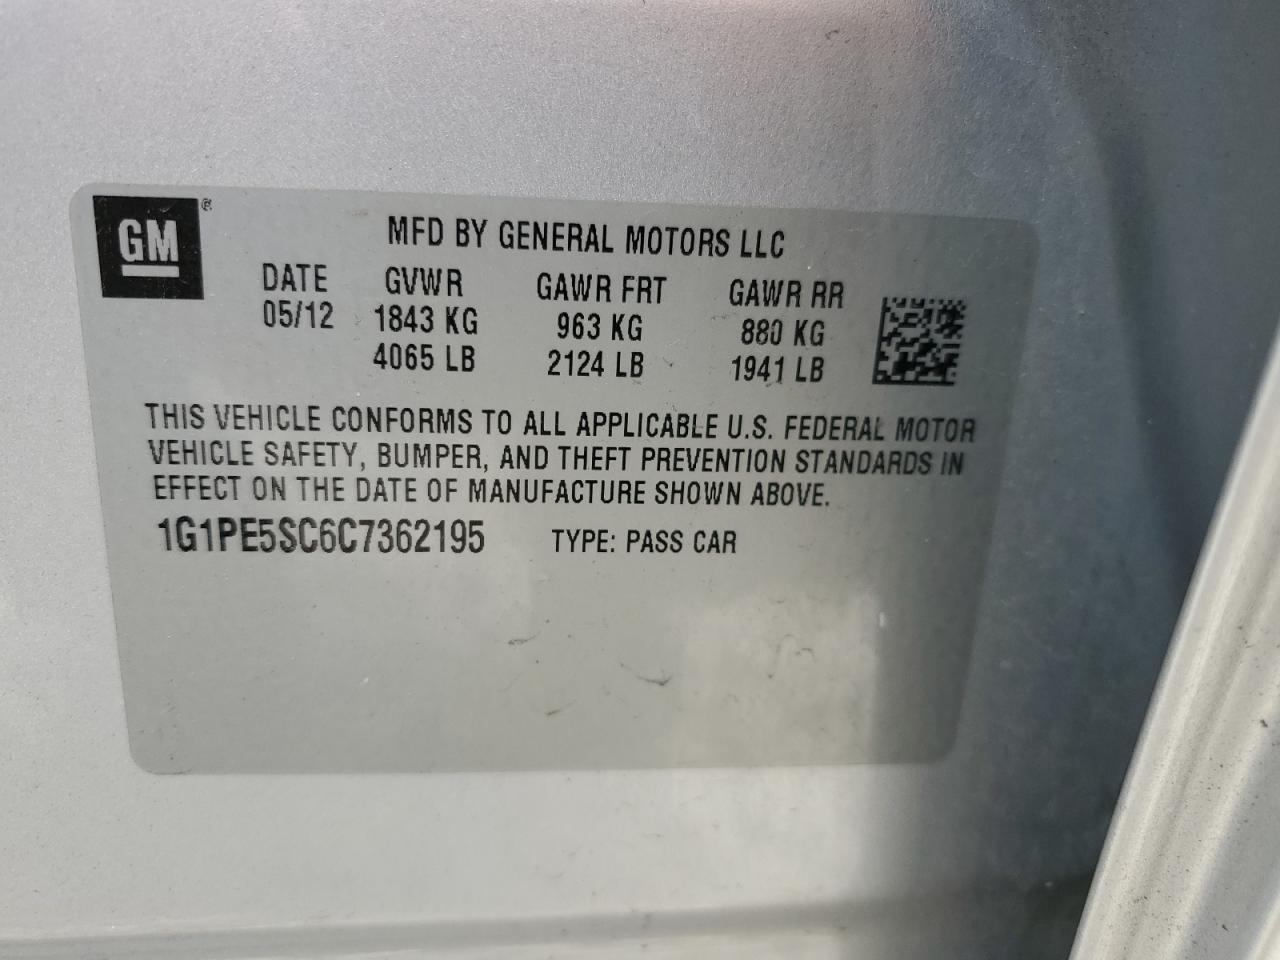 GM ®
MFD BY GENERAL MOTORS LLC
DATE GVWR GAWR FRT GAWR RR
05/12 1843 KG 963 KG 880 KG
4065 LB 2124 LB 1941 LB
THIS VEHICLE CONFORMS TO ALL APPLICABLE U.S. FEDERAL MOTOR
VEHICLE SAFETY, BUMPER, AND THEFT PREVENTION STANDARDS IN
EFFECT ON THE DATE OF MANUFACTURE SHOWN ABOVE.
1G1PE5SC6C7362195 TYPE: PASS CAR